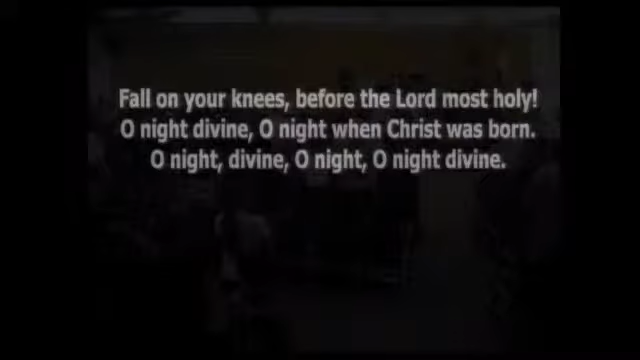 Fall on your knees, before the Lord most holy!
O night divine, O night when Christ was born.
O night, divine, O night, O night divine.